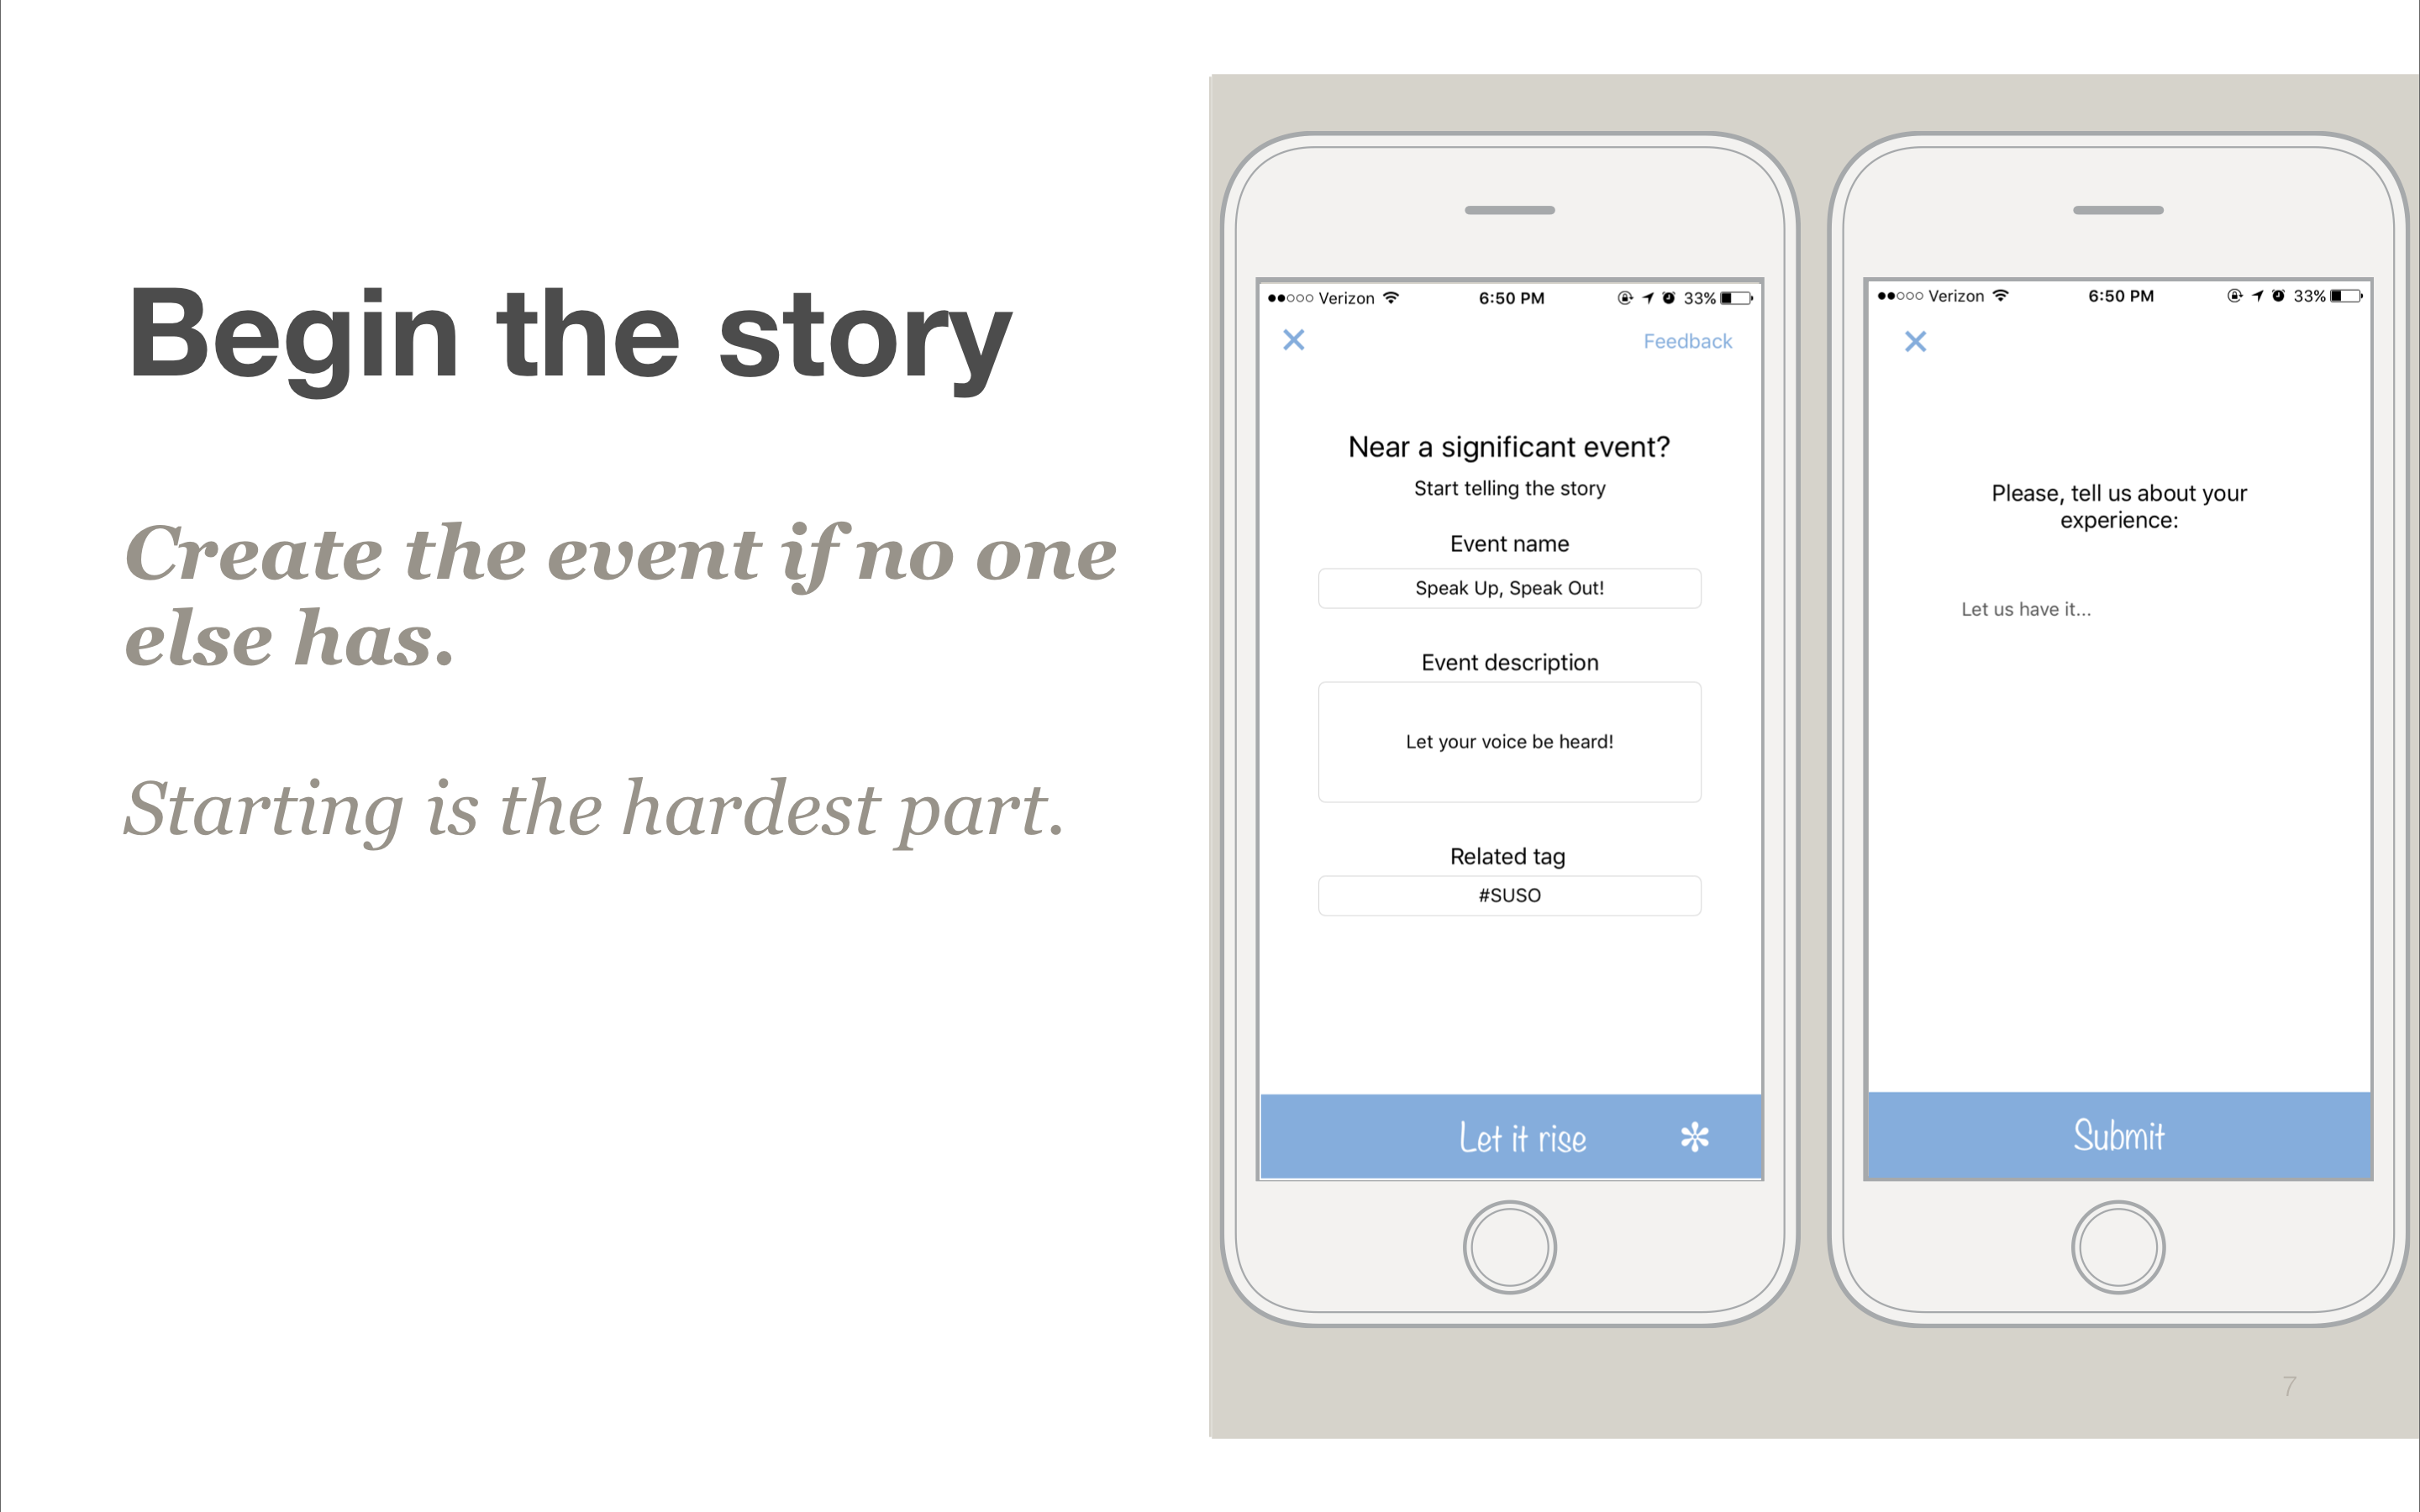 Begin the story
Create the event if no one
else has.
Starting is the hardest part.
Verizon 6:50 PM 33%
Feedback
Near a significant event?
Start telling the story
Event name
Speak Up, Speak Out!
Event description
Let your voice be heard!
Related tag
#SUSO
Let it rise
Verizon 6:50 PM 33%
Please, tell us about your
experience:
Let us have it...
Submit
7